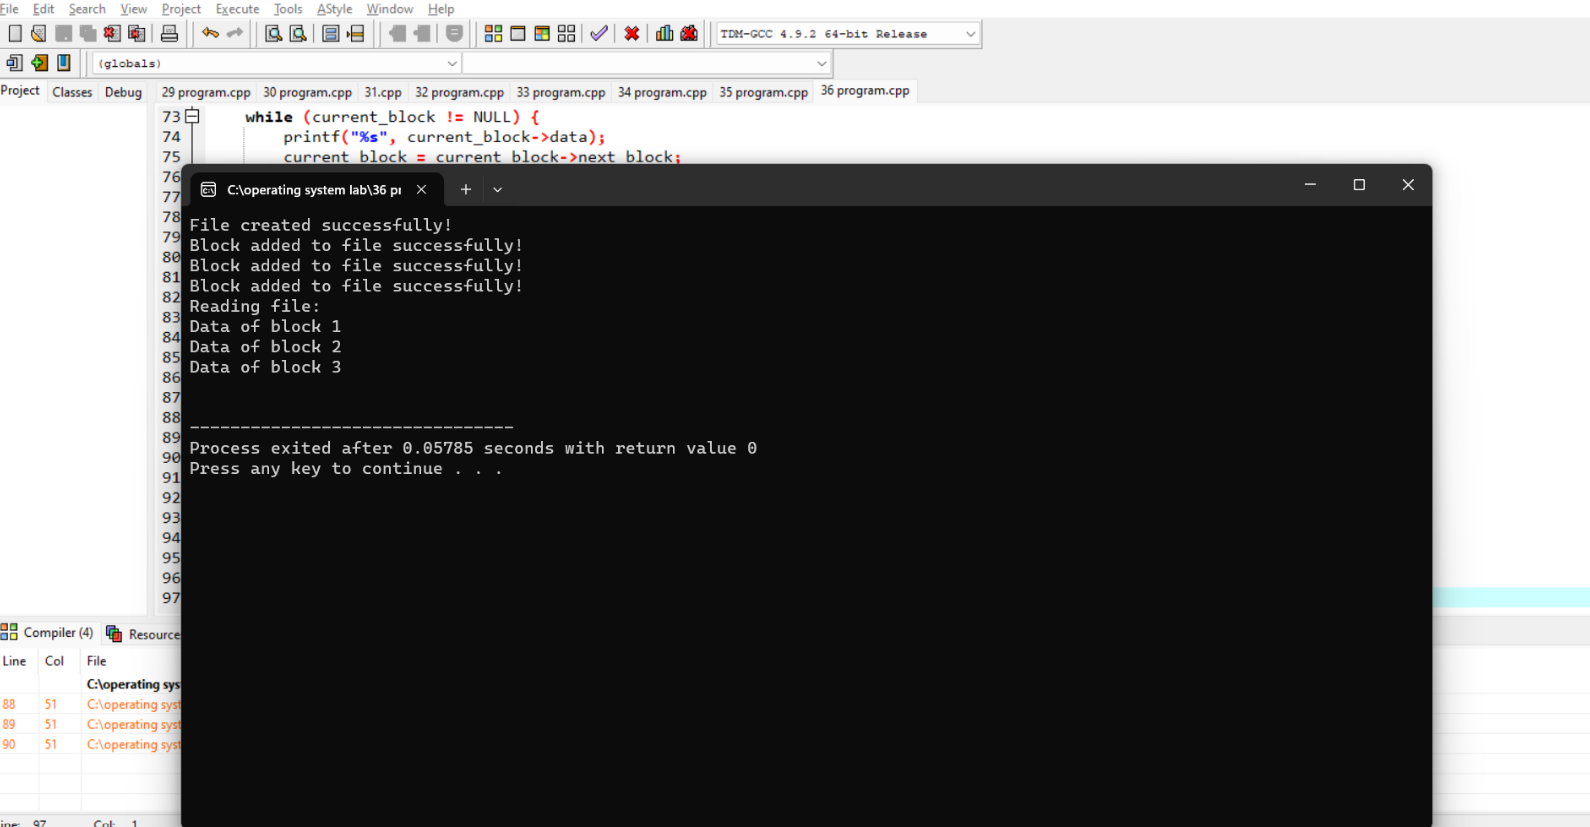 File Edit Search View Project Execute Tools AStyle Window Help
TDM-GCC 4.9.2 64-bit Release
(globals)
Project Classes Debug 29 program.cpp 30 program.cpp 31.cpp 32 program.cpp 33 program.cpp 34 program.cpp 35 program.cpp 36 program.cpp
73 while (current_block != NULL) {
74 printf("%s", current_block->data);
75 current_block = current_block->next_block;
76
77
78
79
80
81
82
83
84
85
86
87
88
89
90
91
92
93
94
95
96
97
C:\operating system lab\36 pr
File created successfully!
Block added to file successfully!
Block added to file successfully!
Block added to file successfully!
Reading file:
Data of block 1
Data of block 2
Data of block 3
--------------------------------
Process exited after 0.05785 seconds with return value 0
Press any key to continue . . .
Compiler (4) Resource
Line Col File
C:\operating sys
88 51 C:\operating syst
89 51 C:\operating syst
90 51 C:\operating syst
97 Col: 1